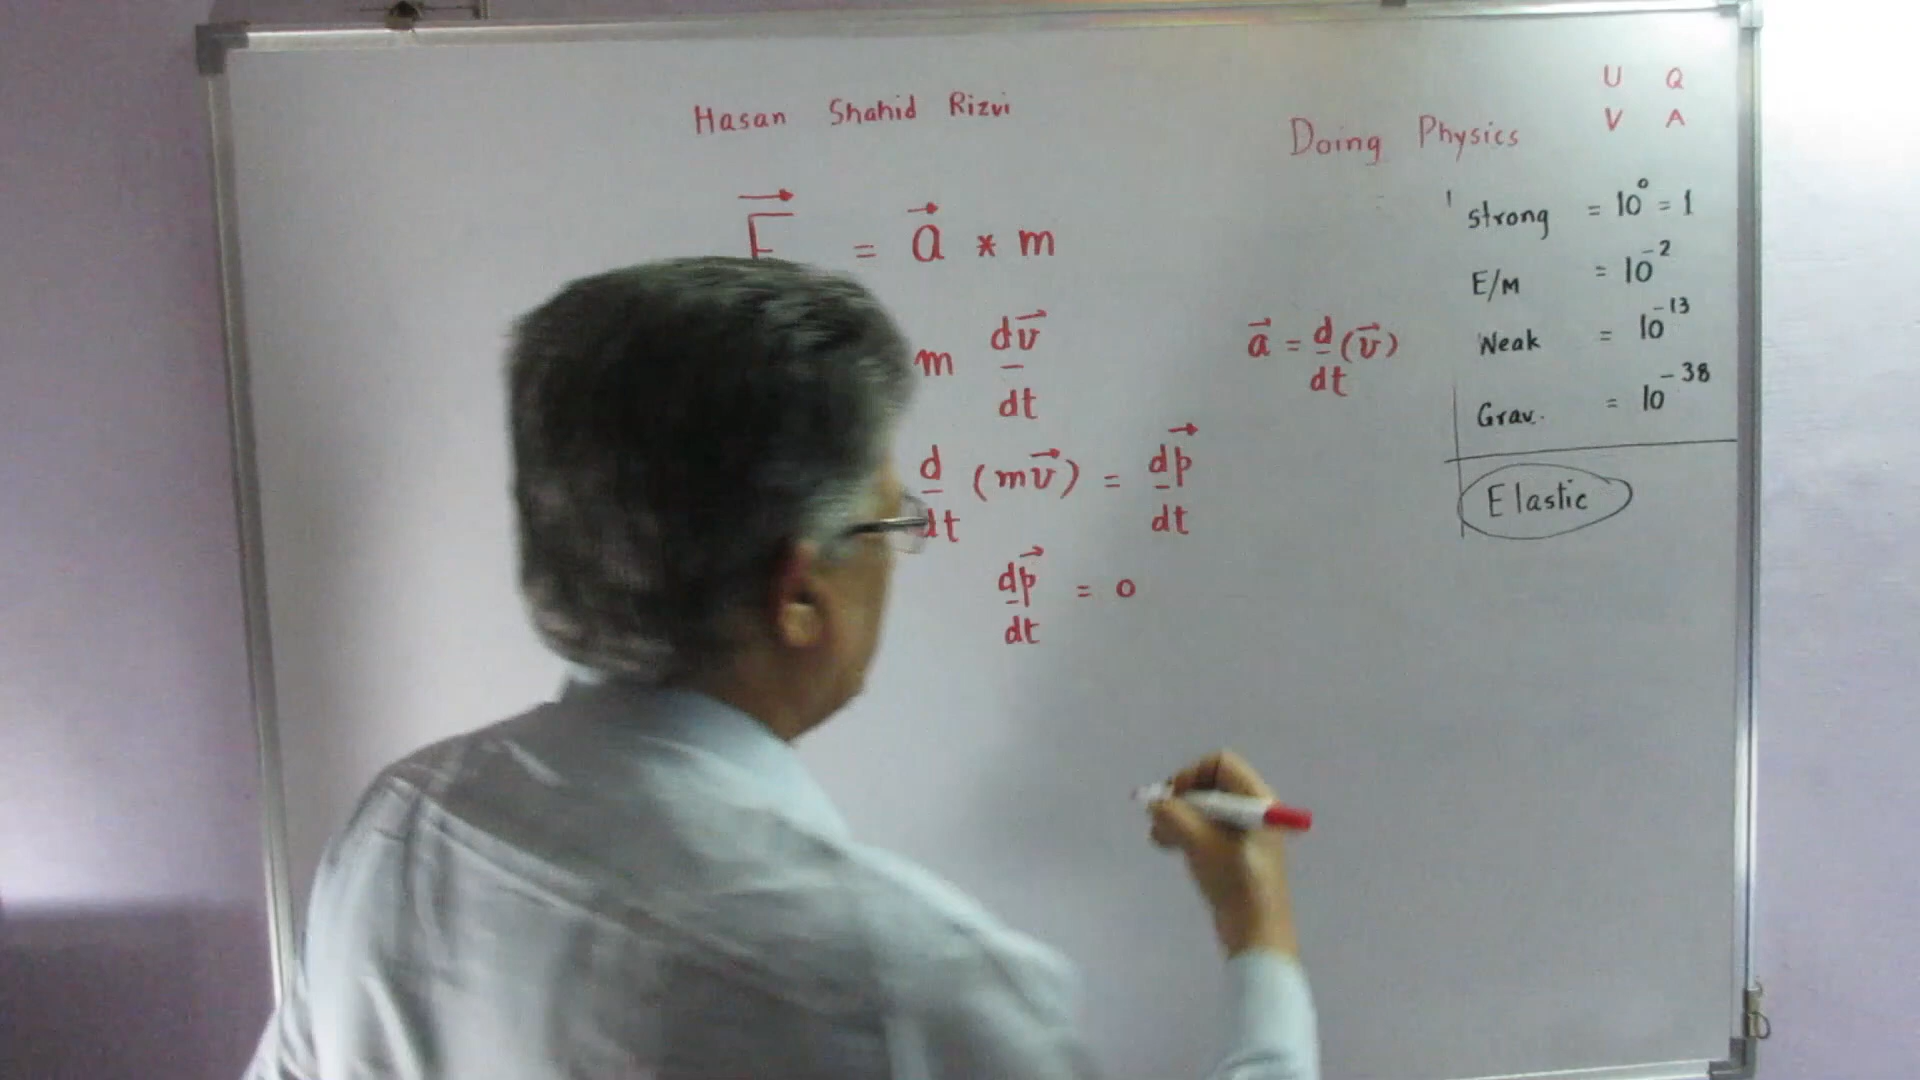 U Q
V A
Hasan Shahid Rizvi
Doing Physics
F = a * m
m dv/dt
a = d/dt (v)
d/dt (mv) = dp/dt
dp/dt = 0
strong = 10^0 = 1
E/M = 10^-2
Weak = 10^-13
Grav. = 10^-38
Elastic